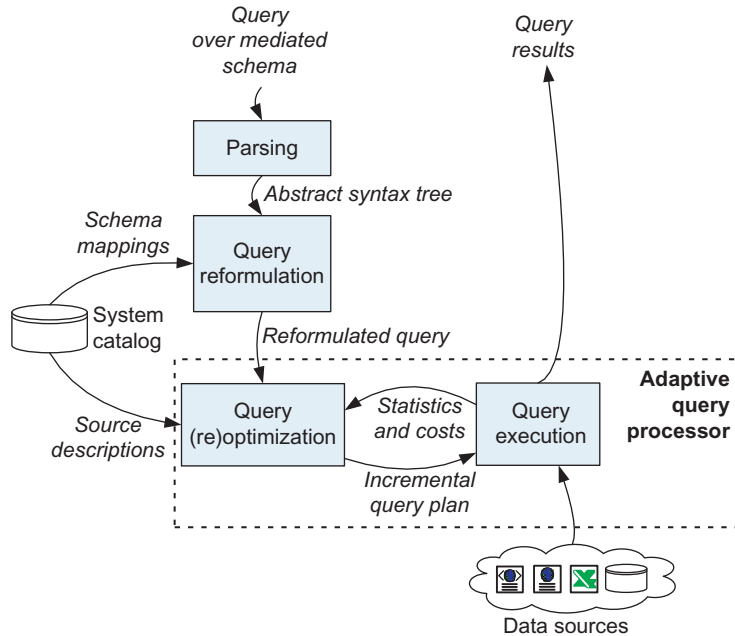 Query
over mediated
schema
Query
results
Parsing
Abstract syntax tree
Schema
mappings
Query
reformulation
System
catalog
Reformulated query
Adaptive
query
processor
Query
(re)optimization
Statistics
and costs
Query
execution
Source
descriptions
Incremental
query plan
Data sources